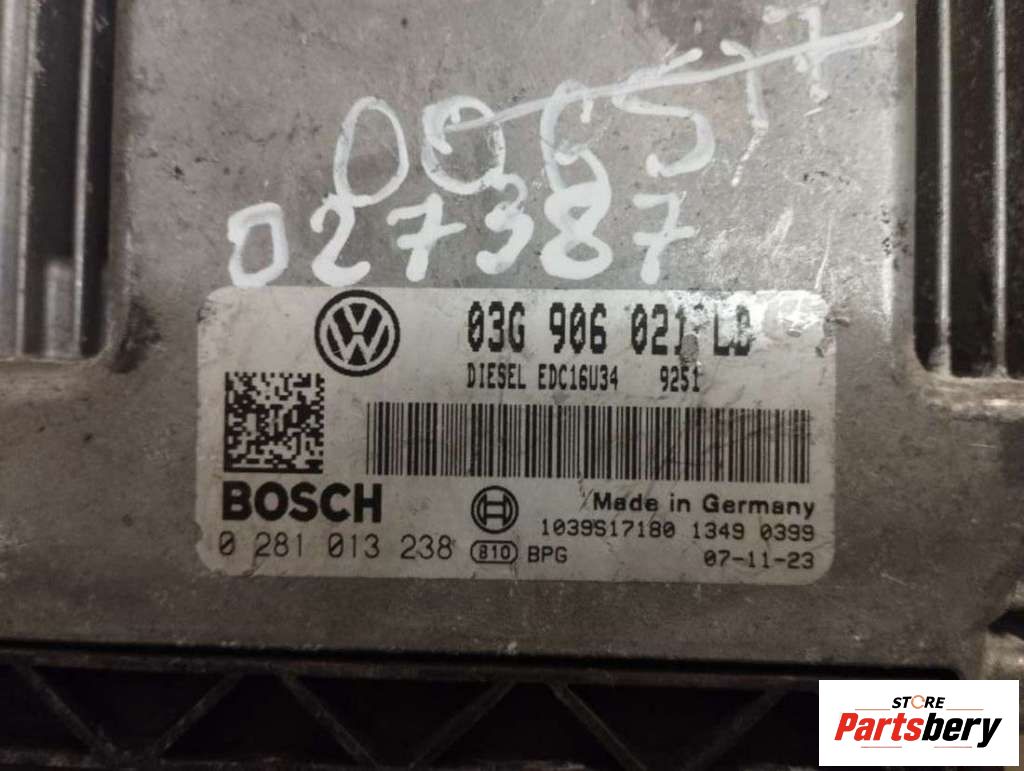 027387
03G 906 021 LD
DIESEL EDC16U34 9251
BOSCH
Made in Germany
1039S17180 1349 0399
0 281 013 238 810 BPG
07-11-23
STORE
Partsbery